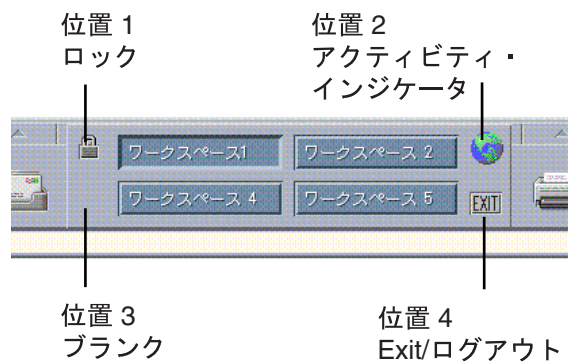 位置 1
ロック
位置 2
アクティビティ・
インジケータ
ワークスペース1
ワークスペース 2
ワークスペース 4
ワークスペース 5
EXIT
位置 3
ブランク
位置 4
Exit/ログアウト